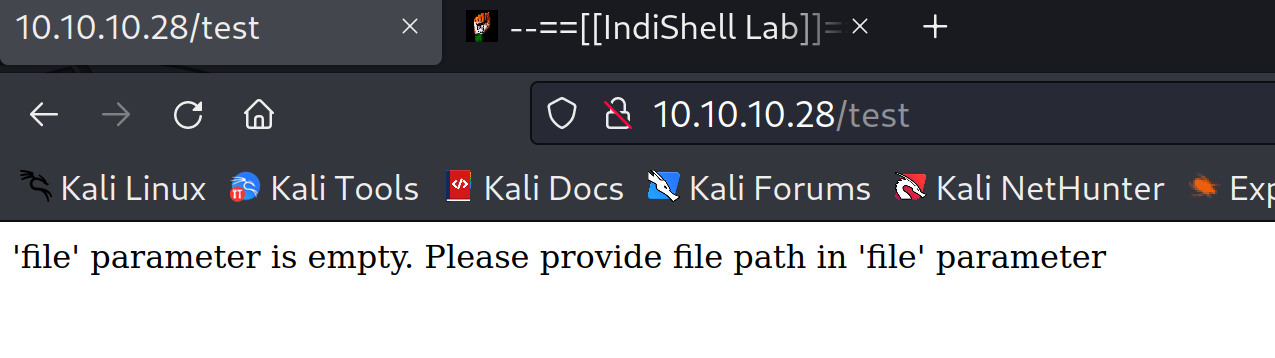 10.10.10.28/test
--==[[IndiShell Lab]]=
10.10.10.28/test
Kali Linux Kali Tools Kali Docs Kali Forums Kali NetHunter Exp
'file' parameter is empty. Please provide file path in 'file' parameter